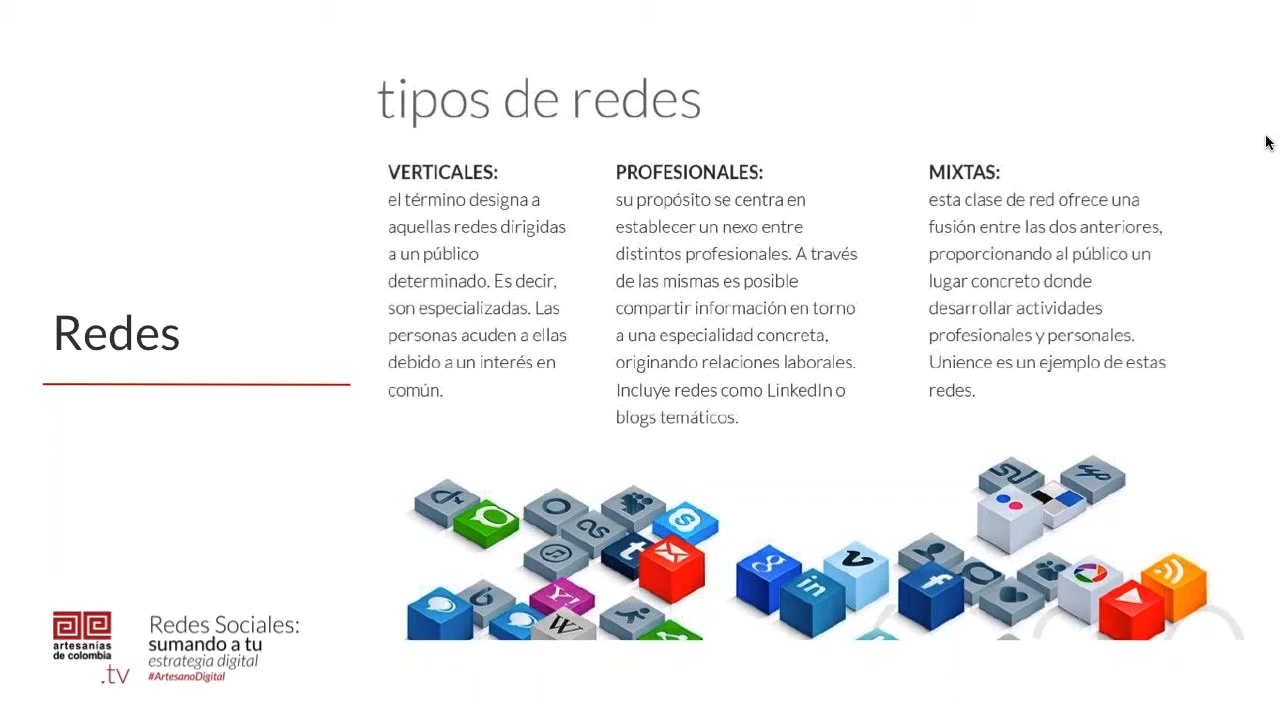 tipos de redes
VERTICALES:
el término designa a
aquellas redes dirigidas
a un público
determinado. Es decir,
son especializadas. Las
personas acuden a ellas
debido a un interés en
común.
PROFESIONALES:
su propósito se centra en
establecer un nexo entre
distintos profesionales. A través
de las mismas es posible
compartir información en torno
a una especialidad concreta,
originando relaciones laborales.
Incluye redes como LinkedIn o
blogs temáticos.
MIXTAS:
esta clase de red ofrece una
fusión entre las dos anteriores,
proporcionando al público un
lugar concreto donde
desarrollar actividades
profesionales y personales.
Unience es un ejemplo de estas
redes.
Redes
artesanías
de colombia
.tv
Redes Sociales:
sumando a tu
estrategia digital
#ArtesanoDigital